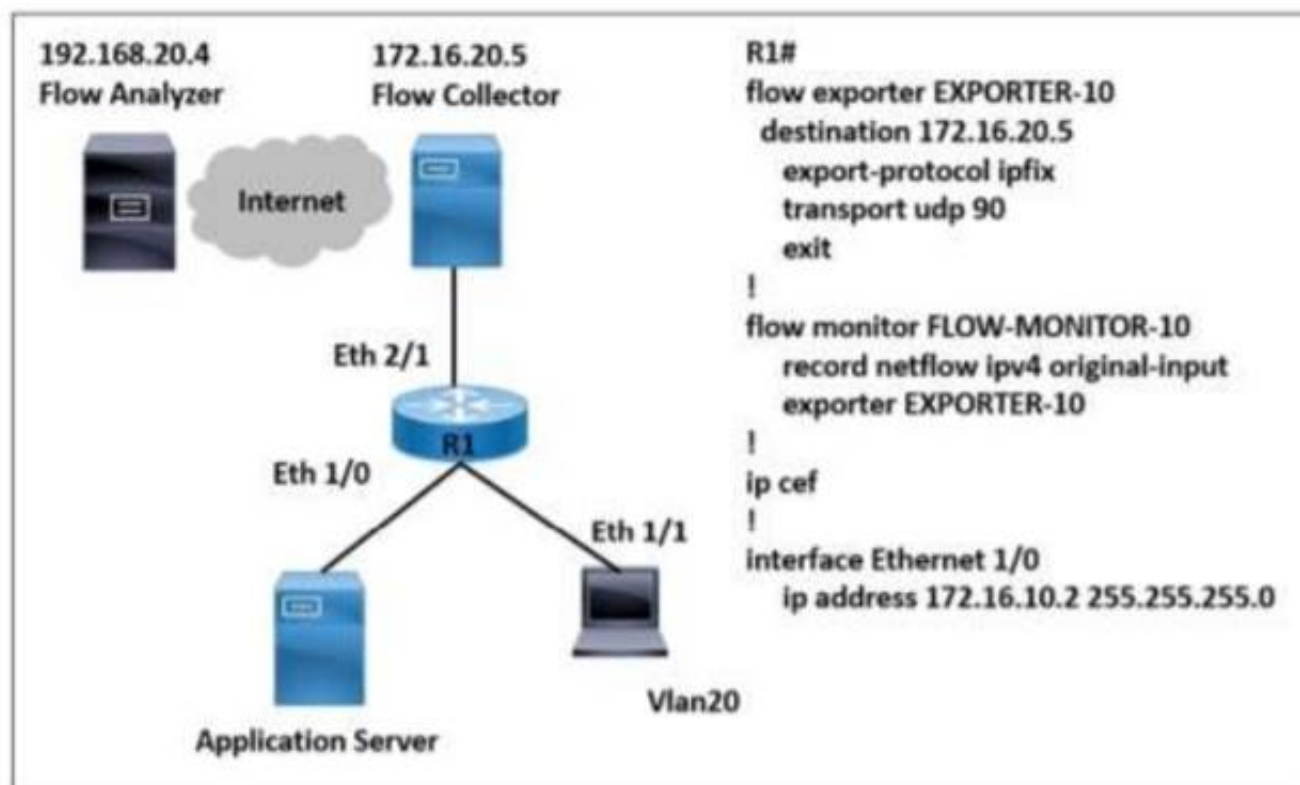 192.168.20.4
Flow Analyzer
172.16.20.5
Flow Collector
Internet
Eth 2/1
R1
Eth 1/0
Eth 1/1
Application Server
Vlan20
R1#
flow exporter EXPORTER-10
destination 172.16.20.5
export-protocol ipfix
transport udp 90
exit
!
flow monitor FLOW-MONITOR-10
record netflow ipv4 original-input
exporter EXPORTER-10
!
ip cef
!
interface Ethernet 1/0
ip address 172.16.10.2 255.255.255.0